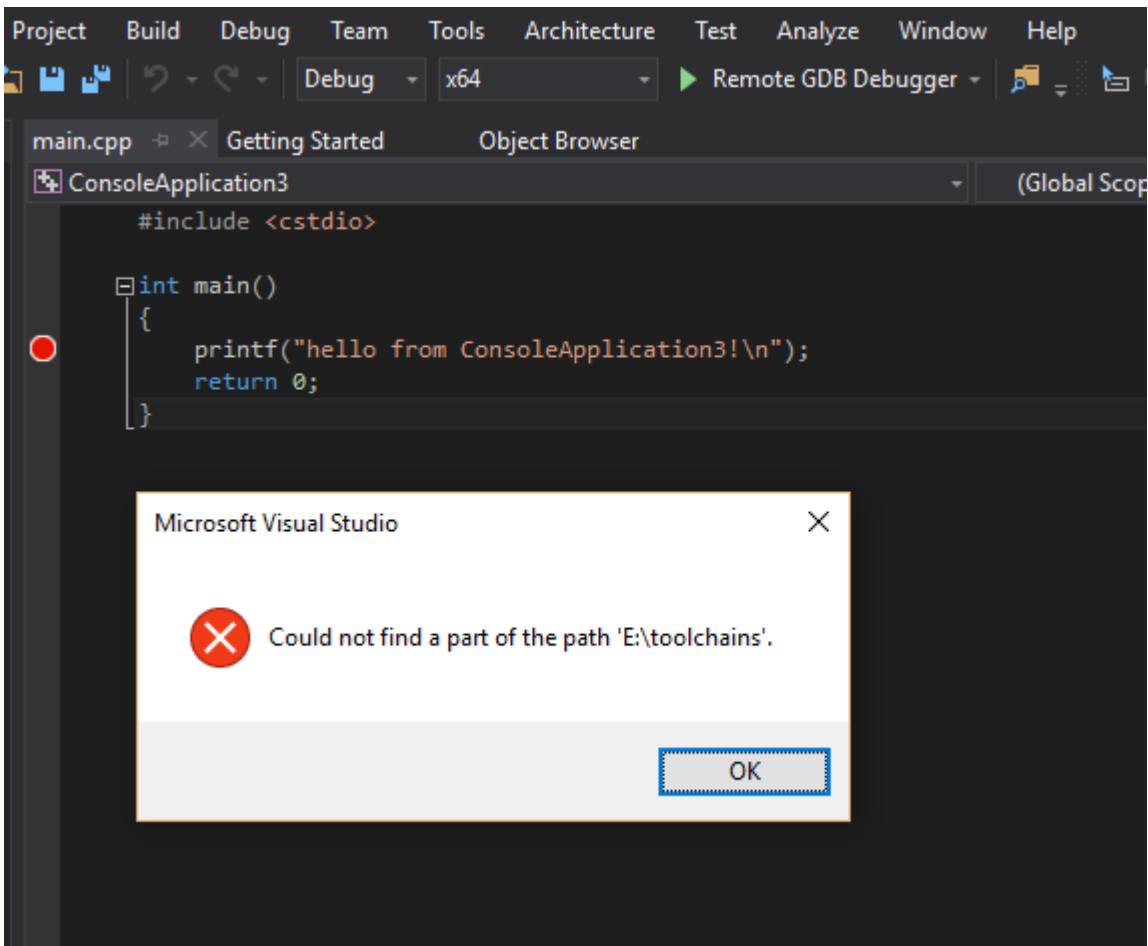 Project Build Debug Team Tools Architecture Test Analyze Window Help
Debug x64 Remote GDB Debugger
main.cpp Getting Started Object Browser
ConsoleApplication3 (Global Scop
#include <cstdio>
int main()
{
printf("hello from ConsoleApplication3!\n");
return 0;
}
Microsoft Visual Studio
Could not find a part of the path 'E:\toolchains'.
OK